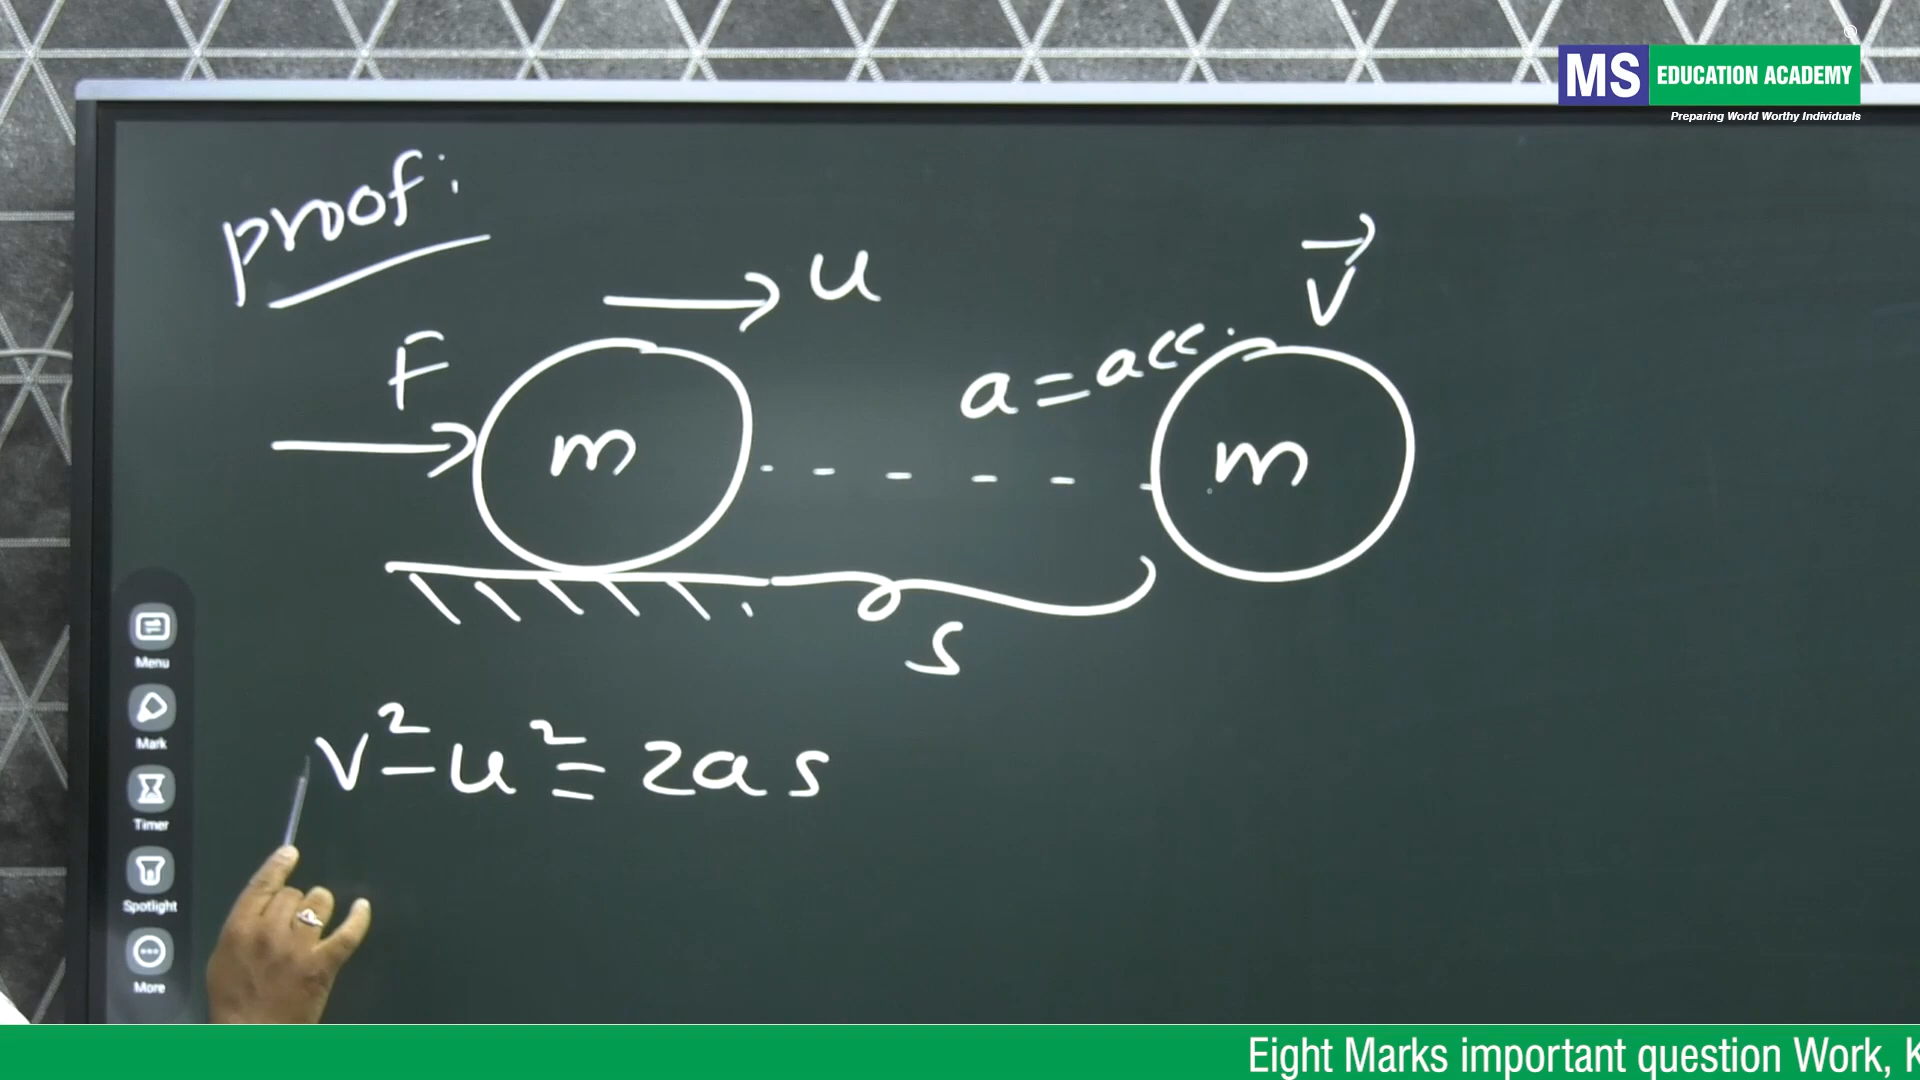 MS EDUCATION ACADEMY
®
Preparing World Worthy Individuals
proof:
u
v
F
a = acc.
m
m
s
v² - u² = 2as
Menu
Mark
Timer
Spotlight
More
Eight Marks important question Work, K